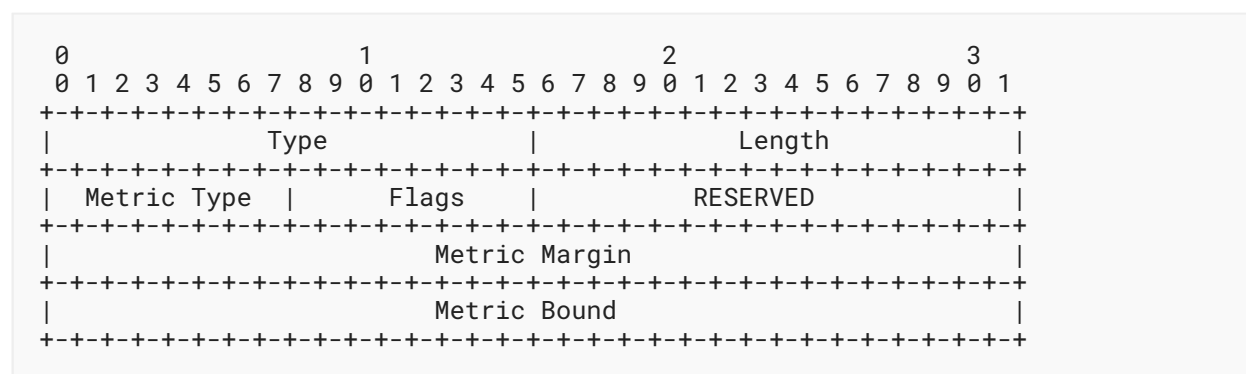 0                   1                   2                   3
 0 1 2 3 4 5 6 7 8 9 0 1 2 3 4 5 6 7 8 9 0 1 2 3 4 5 6 7 8 9 0 1
+-+-+-+-+-+-+-+-+-+-+-+-+-+-+-+-+-+-+-+-+-+-+-+-+-+-+-+-+-+-+-+-+
|              Type             |             Length            |
+-+-+-+-+-+-+-+-+-+-+-+-+-+-+-+-+-+-+-+-+-+-+-+-+-+-+-+-+-+-+-+-+
|  Metric Type  |      Flags    |          RESERVED             |
+-+-+-+-+-+-+-+-+-+-+-+-+-+-+-+-+-+-+-+-+-+-+-+-+-+-+-+-+-+-+-+-+
|                         Metric Margin                         |
+-+-+-+-+-+-+-+-+-+-+-+-+-+-+-+-+-+-+-+-+-+-+-+-+-+-+-+-+-+-+-+-+
|                         Metric Bound                          |
+-+-+-+-+-+-+-+-+-+-+-+-+-+-+-+-+-+-+-+-+-+-+-+-+-+-+-+-+-+-+-+-+